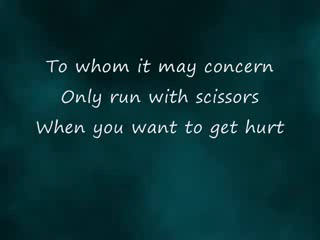 To whom it may concern
Only run with scissors
When you want to get hurt